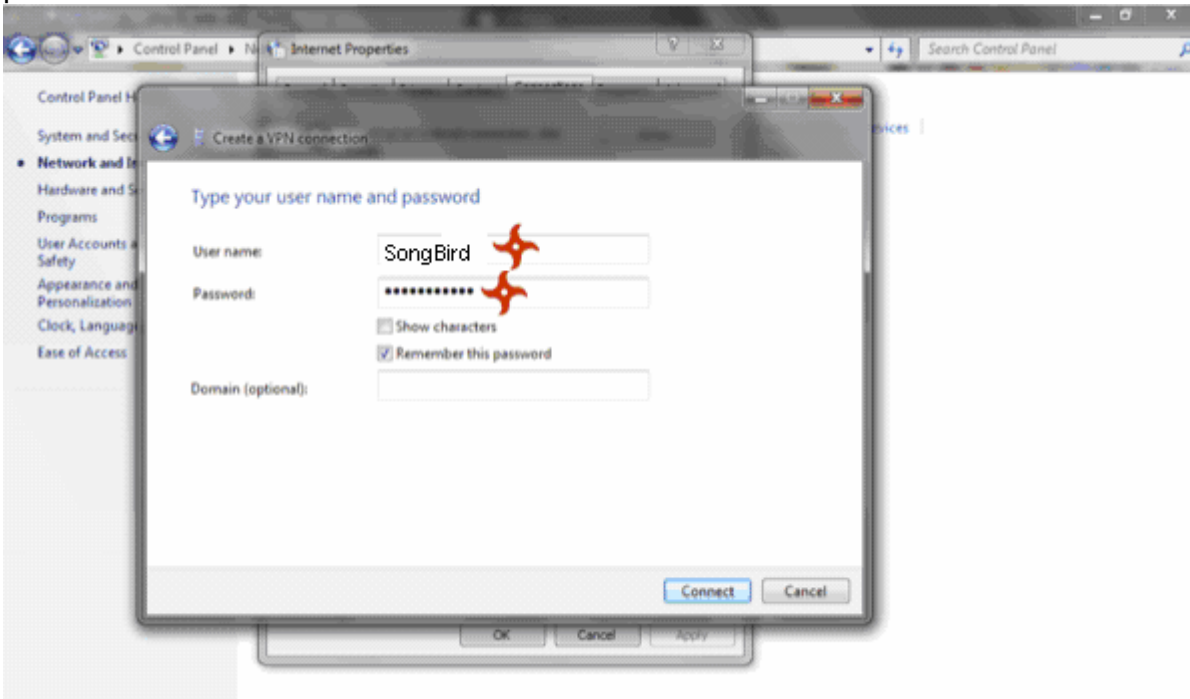 Control Panel
Internet Properties
Search Control Panel
Control Panel
System and
Create a VPN connection
Network and
Hardware and
Type your user name and password
Programs
User Accounts
Safety
User name: SongBird
Appearance and
Personalization
Password: •••••••••••
Clock,
Show characters
Ease of Access
Remember this password
Domain (optional):
Connect Cancel
OK Cancel Apply